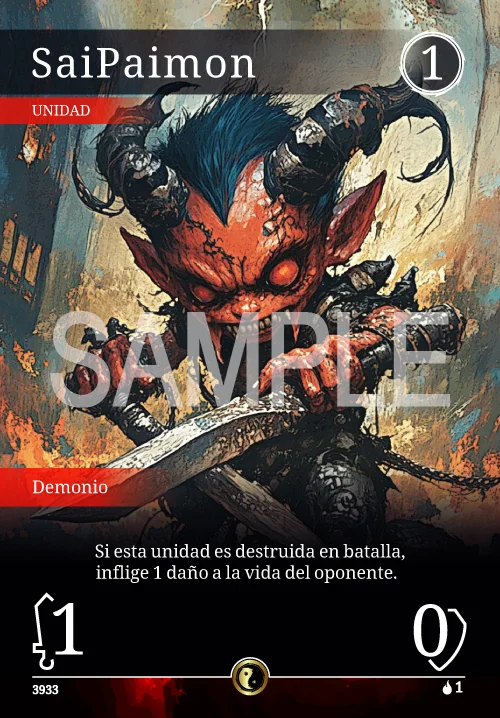 SaiPaimon
1
UNIDAD
SAMPLE
Demonio
Si esta unidad es destruida en batalla,
inflige 1 daño a la vida del oponente.
1
0
3933
1